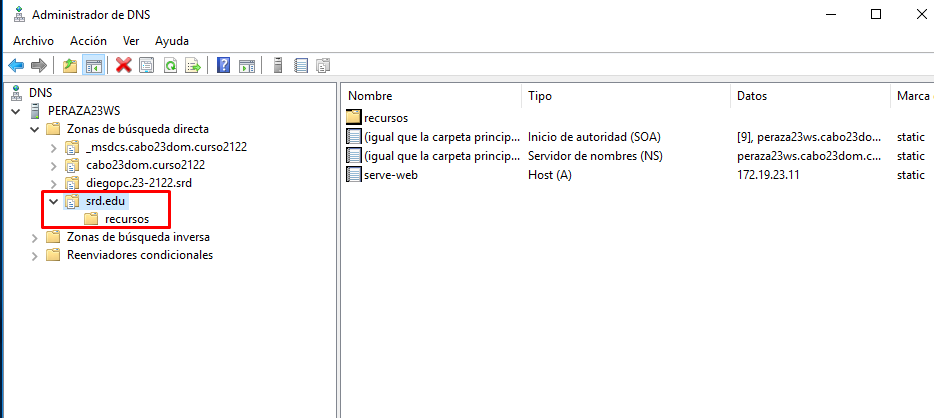 Administrador de DNS
Archivo Acción Ver Ayuda
DNS
PERAZA23WS
Zonas de búsqueda directa
_msdcs.cabo23dom.curso2122
cabo23dom.curso2122
diegopc.23-2122.srd
srd.edu
recursos
Zonas de búsqueda inversa
Reenviadores condicionales
Nombre Tipo Datos Marca
recursos
(igual que la carpeta princip... Inicio de autoridad (SOA) [9], peraza23ws.cabo23do... static
(igual que la carpeta princip... Servidor de nombres (NS) peraza23ws.cabo23dom.c... static
serve-web Host (A) 172.19.23.11 static